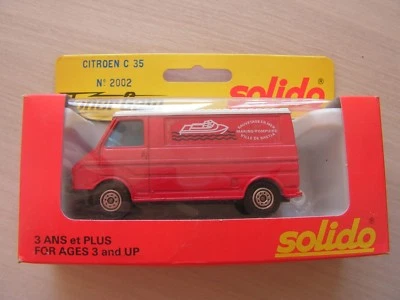 CITROEN C 35
N° 2002
solido
3 ANS et PLUS
FOR AGES 3 and UP
solido